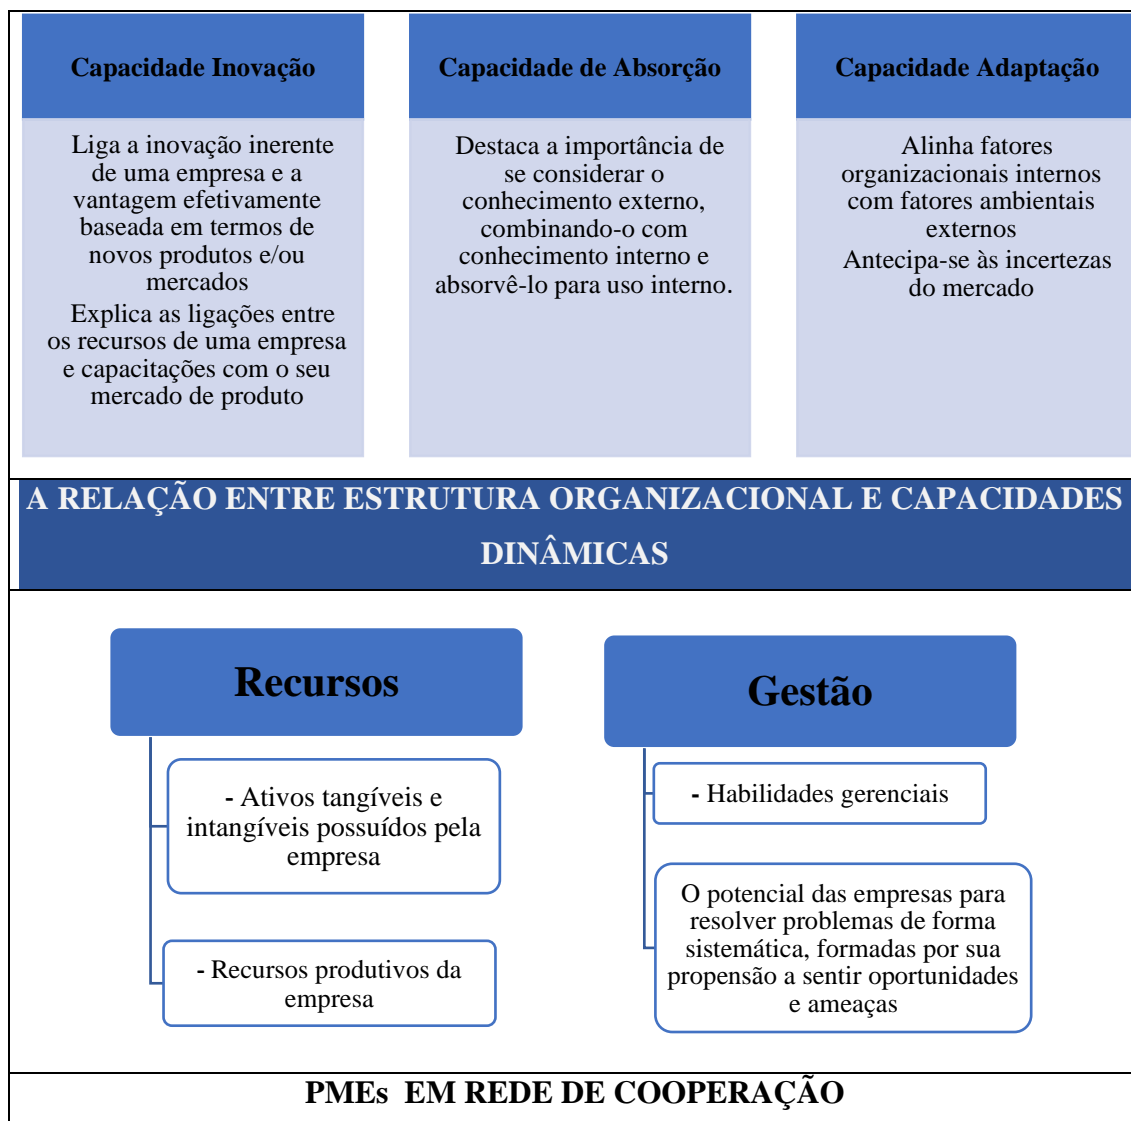 Capacidade Inovação
Liga a inovação inerente
de uma empresa e a
vantagem efetivamente
baseada em termos de
novos produtos e/ou
mercados
Explica as ligações entre
os recursos de uma empresa
e capacitações com o seu
mercado de produto
Capacidade de Absorção
Destaca a importância de
se considerar o
conhecimento externo,
combinando-o com
conhecimento interno e
absorvê-lo para uso interno.
Capacidade Adaptação
Alinha fatores
organizacionais internos
com fatores ambientais
externos
Antecipa-se às incertezas
do mercado
A RELAÇÃO ENTRE ESTRUTURA ORGANIZACIONAL E CAPACIDADES
DINÂMICAS
Recursos
- Ativos tangíveis e
intangíveis possuídos pela
empresa
- Recursos produtivos da
empresa
Gestão
- Habilidades gerenciais
O potencial das empresas para
resolver problemas de forma
sistemática, formadas por sua
propensão a sentir oportunidades
e ameaças
PMEs EM REDE DE COOPERAÇÃO